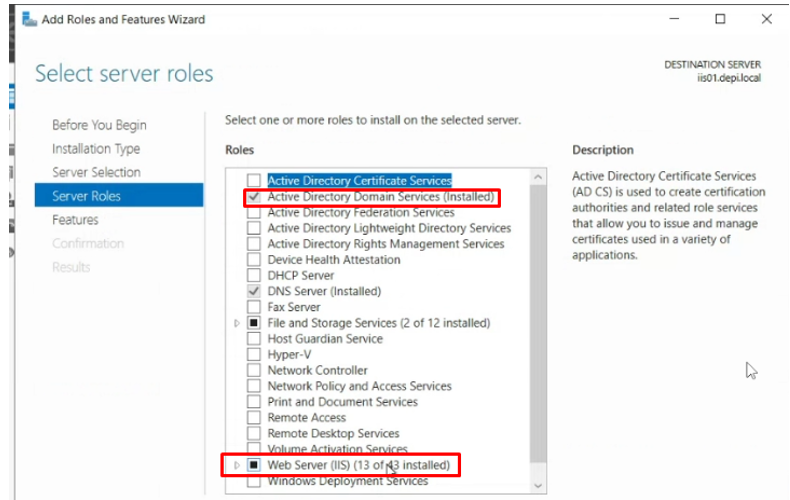 Add Roles and Features Wizard
Select server roles
DESTINATION SERVER
iis01.depi.local
Before You Begin
Installation Type
Server Selection
Server Roles
Features
Confirmation
Results
Select one or more roles to install on the selected server.
Roles
Active Directory Certificate Services
Active Directory Domain Services (Installed)
Active Directory Federation Services
Active Directory Lightweight Directory Services
Active Directory Rights Management Services
Device Health Attestation
DHCP Server
DNS Server (Installed)
Fax Server
File and Storage Services (2 of 12 installed)
Host Guardian Service
Hyper-V
Network Controller
Network Policy and Access Services
Print and Document Services
Remote Access
Remote Desktop Services
Volume Activation Services
Web Server (IIS) (13 of 43 installed)
Windows Deployment Services
Description
Active Directory Certificate Services
(AD CS) is used to create certification
authorities and related role services
that allow you to issue and manage
certificates used in a variety of
applications.